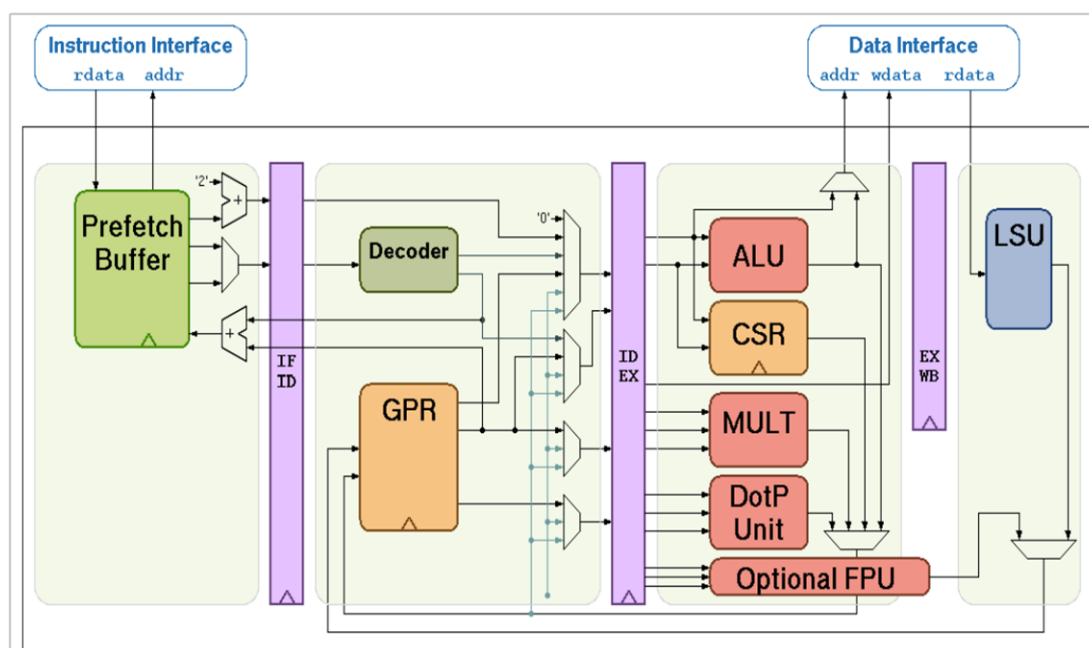 Instruction Interface
rdata addr
Data Interface
addr wdata rdata
'2'
+
Prefetch
Buffer
+
IF
ID
Decoder
GPR
'0'
ID
EX
ALU
CSR
MULT
DotP
Unit
Optional FPU
EX
WB
LSU